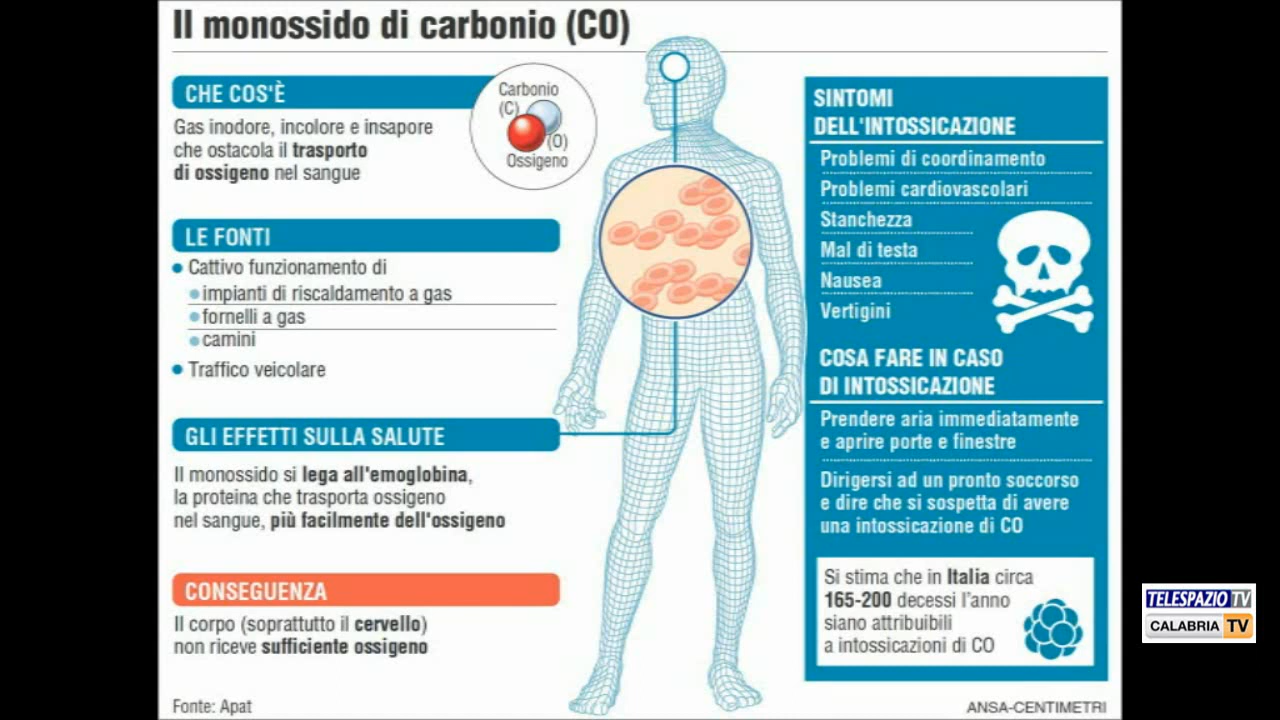 Il monossido di carbonio (CO)
CHE COS'È
Gas inodore, incolore e insapore
che ostacola il trasporto
di ossigeno nel sangue
Carbonio
(C)
(O)
Ossigeno
LE FONTI
• Cattivo funzionamento di
• impianti di riscaldamento a gas
• fornelli a gas
• camini
• Traffico veicolare
GLI EFFETTI SULLA SALUTE
Il monossido si lega all'emoglobina,
la proteina che trasporta ossigeno
nel sangue, più facilmente dell'ossigeno
CONSEGUENZA
Il corpo (soprattutto il cervello)
non riceve sufficiente ossigeno
Fonte: Apat
SINTOMI
DELL'INTOSSICAZIONE
Problemi di coordinamento
Problemi cardiovascolari
Stanchezza
Mal di testa
Nausea
Vertigini
COSA FARE IN CASO
DI INTOSSICAZIONE
Prendere aria immediatamente
e aprire porte e finestre
Dirigersi ad un pronto soccorso
e dire che si sospetta di avere
una intossicazione di CO
Si stima che in Italia circa
165-200 decessi l'anno
siano attribuibili
a intossicazioni di CO
ANSA-CENTIMETRI
TELESPAZIO TV
CALABRIA TV